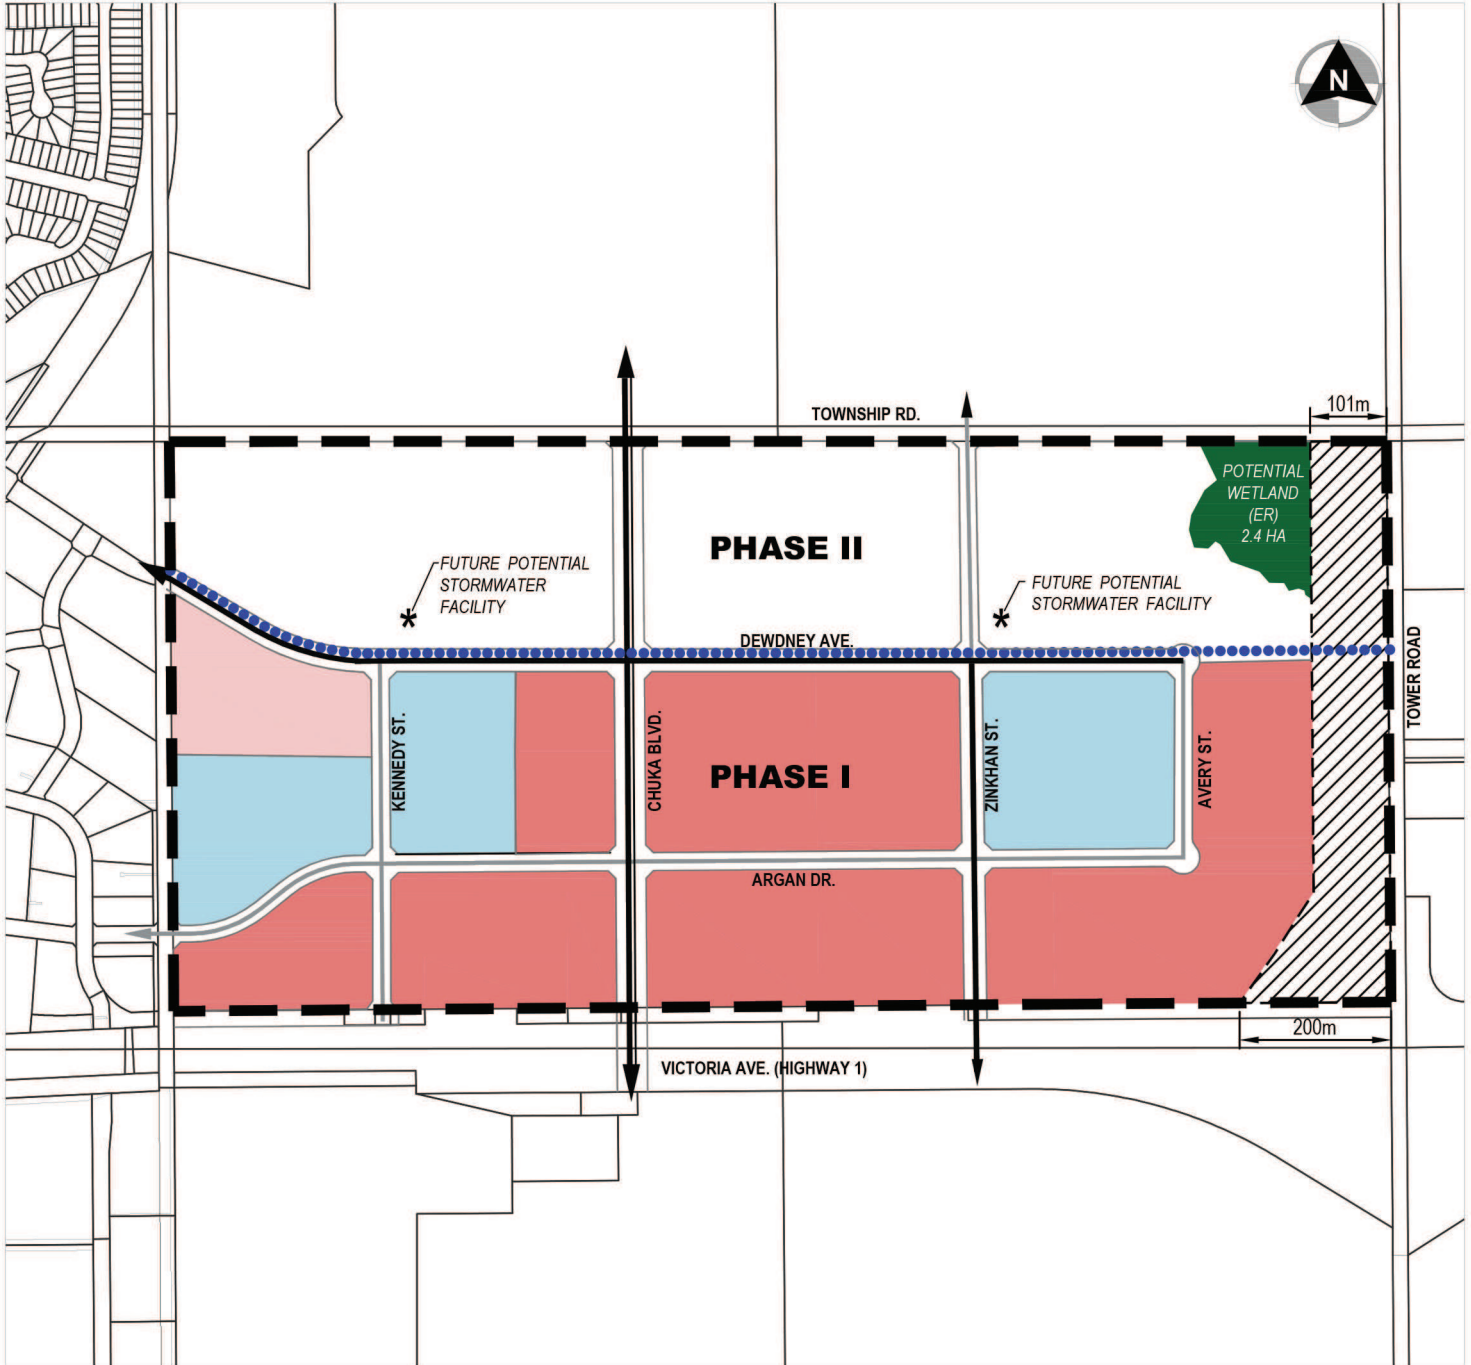 N
101m
TOWNSHIP RD.
POTENTIAL
WETLAND
(ER)
2.4 HA
PHASE II
FUTURE POTENTIAL
STORMWATER
FACILITY
*
FUTURE POTENTIAL
STORMWATER FACILITY
*
DEWDNEY AVE.
TOWER ROAD
KENNEDY ST.
CHUKA BLVD.
PHASE I
ZINKHAN ST.
AVERY ST.
ARGAN DR.
200m
VICTORIA AVE. (HIGHWAY 1)